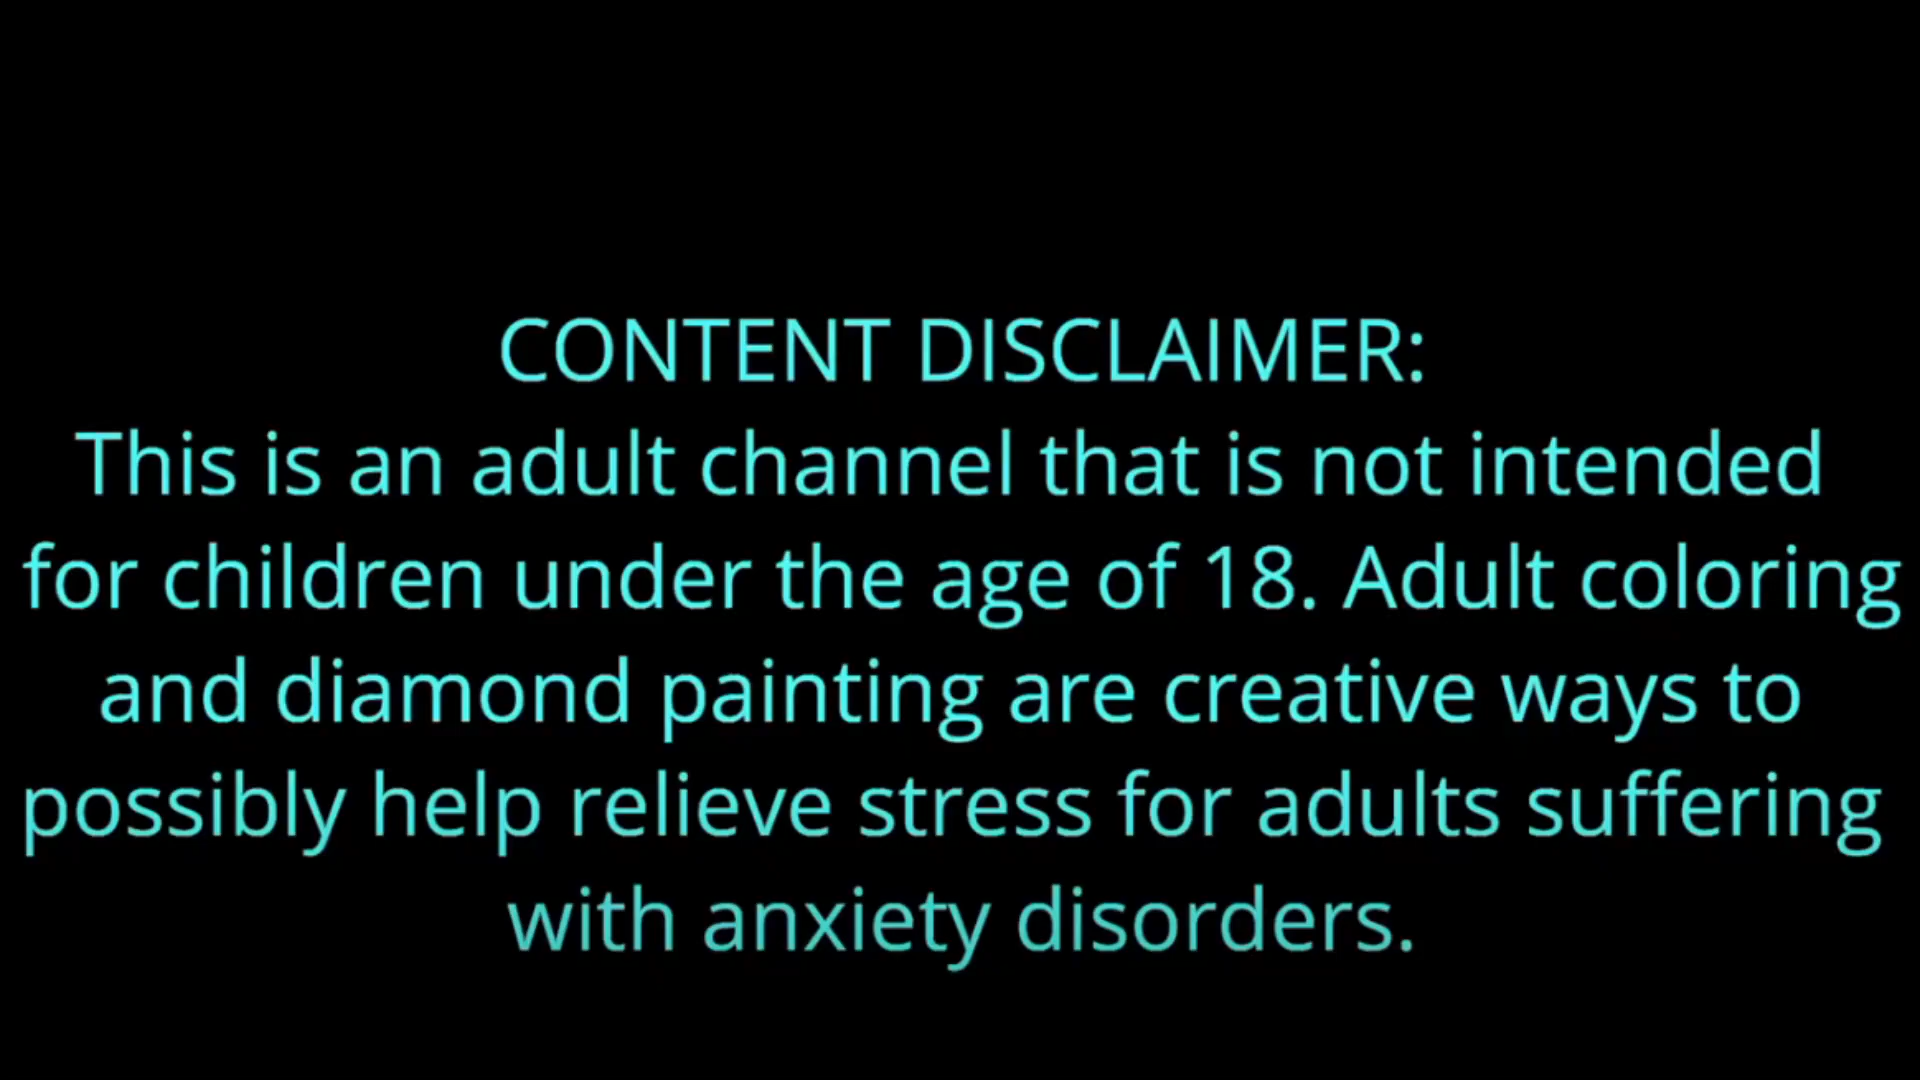 CONTENT DISCLAIMER:
This is an adult channel that is not intended
for children under the age of 18. Adult coloring
and diamond painting are creative ways to
possibly help relieve stress for adults suffering
with anxiety disorders.